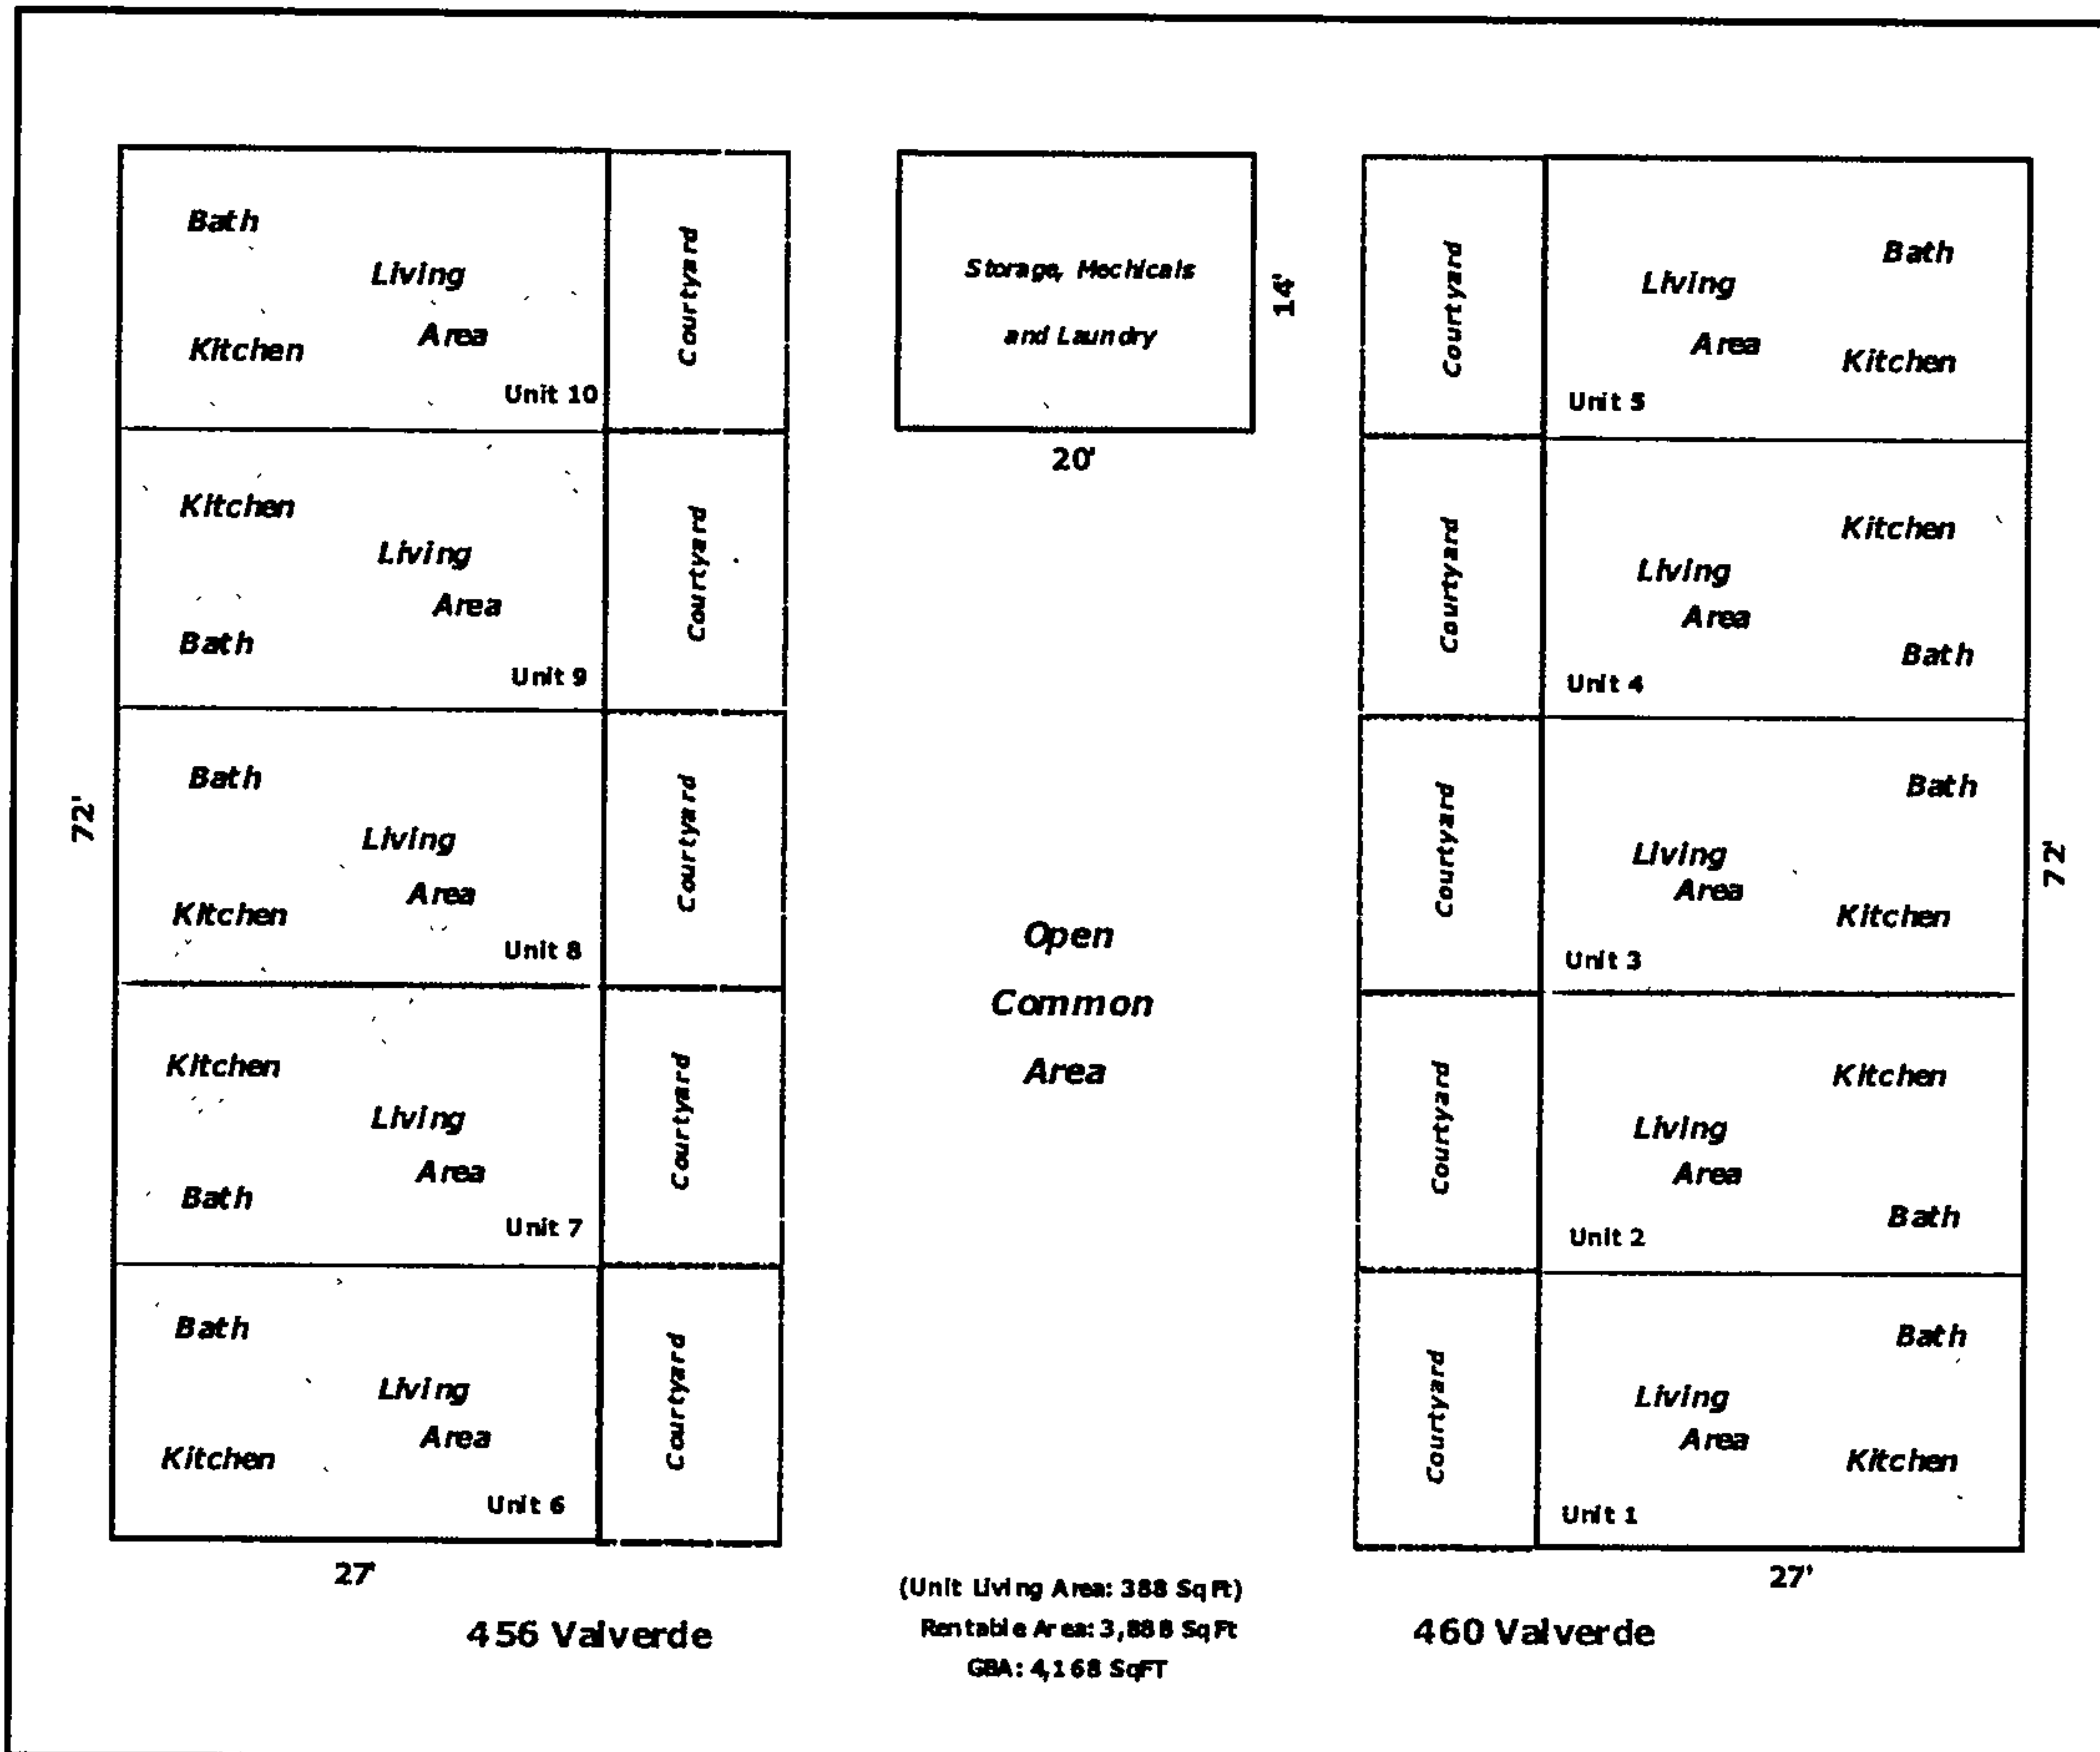 Bath
Living
Area
Kitchen
Unit 10
Courtyard
Kitchen
Living
Area
Bath
Unit 9
Courtyard
Bath
Living
Area
Kitchen
Unit 8
Courtyard
Kitchen
Living
Area
Bath
Unit 7
Courtyard
Bath
Living
Area
Kitchen
Unit 6
Courtyard
72'
27'
456 Valverde
Storage, Mechicals
and Laundry
14'
20'
Open
Common
Area
(Unit Living Area: 388 SqFt)
Rentable Area: 3,888 SqFt
GBA: 4,168 SqFT
Courtyard
Living
Area
Bath
Kitchen
Unit 5
Courtyard
Kitchen
Living
Area
Bath
Unit 4
Courtyard
Bath
Living
Area
Kitchen
Unit 3
Courtyard
Kitchen
Living
Area
Bath
Unit 2
Courtyard
Bath
Living
Area
Kitchen
Unit 1
72'
27'
460 Valverde